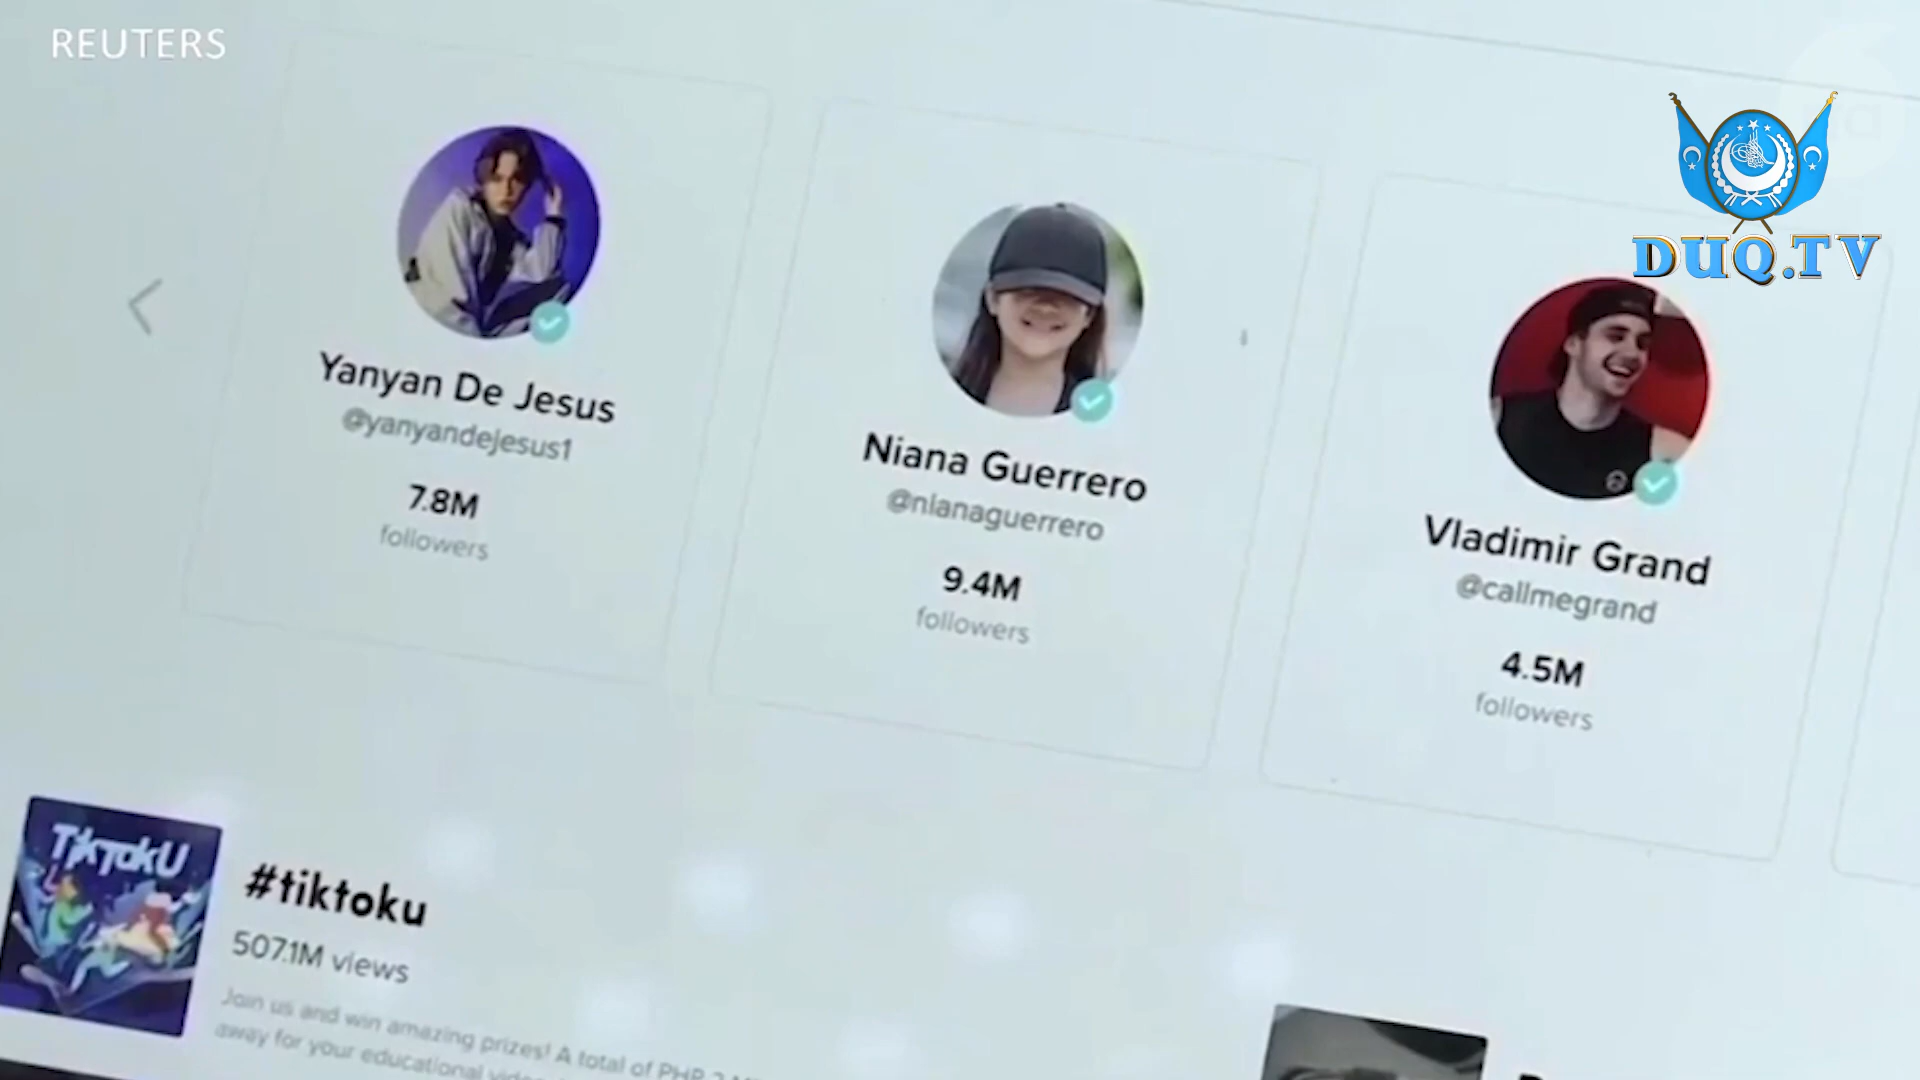 REUTERS
DUQ.TV
Yanyan De Jesus
@yanyandejesus1
7.8M
followers
Niana Guerrero
@nianaguerrero
9.4M
followers
Vladimir Grand
@callmegrand
4.5M
followers
TikTokU
#tiktoku
507.1M views
Join us and win amazing prizes! A total of PHP
away for your educational